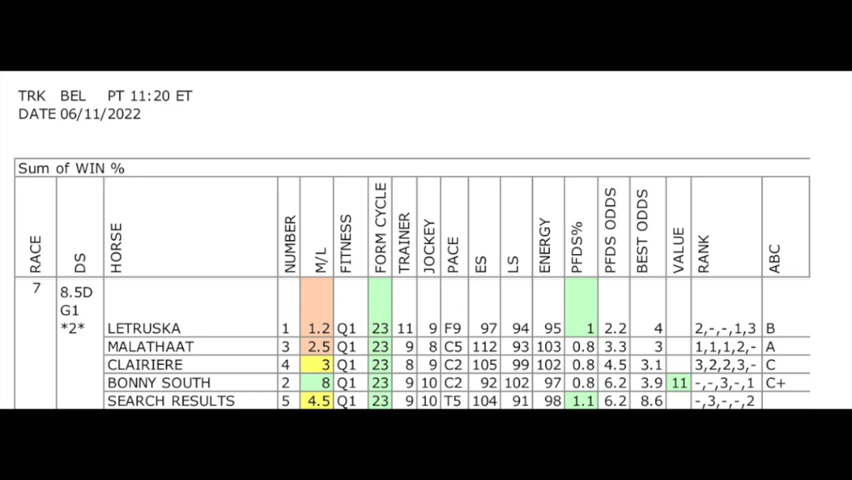 TRK BEL PT 11:20 ET
DATE 06/11/2022
Sum of WIN %
RACE DS HORSE NUMBER M/L FITNESS FORM CYCLE TRAINER JOCKEY PACE ES LS ENERGY PFDS% PFDS ODDS BEST ODDS VALUE RANK ABC
7 8.5D
G1
*2* LETRUSKA 1 1.2 Q1 23 11 9 F9 97 94 95 1 2.2 4 2,-,-,1,3 B
MALATHAAT 3 2.5 Q1 23 9 8 C5 112 93 103 0.8 3.3 3 1,1,1,2,- A
CLAIRIERE 4 3 Q1 23 8 9 C2 105 99 102 0.8 4.5 3.1 3,2,2,3,- C
BONNY SOUTH 2 8 Q1 23 9 10 C2 92 102 97 0.8 6.2 3.9 11 -,-,3,-,1 C+
SEARCH RESULTS 5 4.5 Q1 23 9 10 T5 104 91 98 1.1 6.2 8.6 -,3,-,-,2